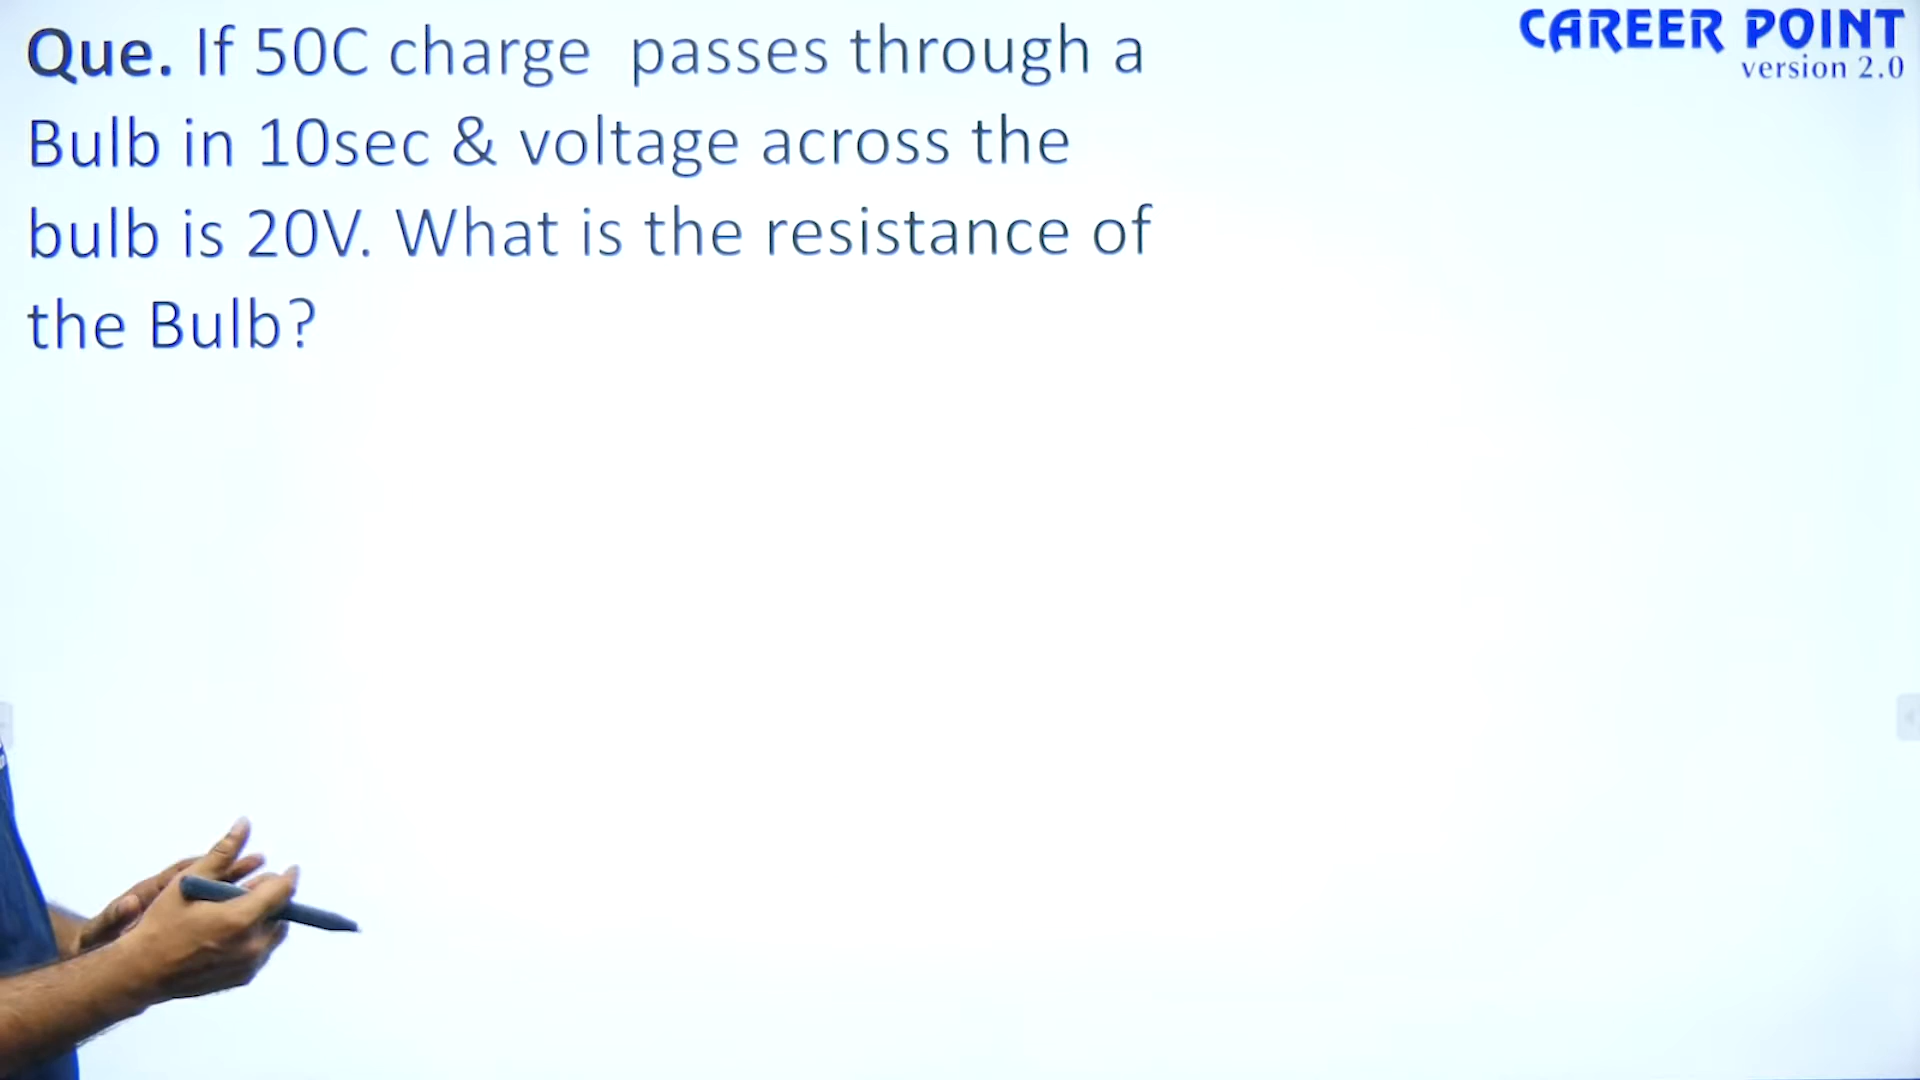 Que. If 50C charge passes through a
Bulb in 10sec & voltage across the
bulb is 20V. What is the resistance of
the Bulb?
CAREER POINT
version 2.0